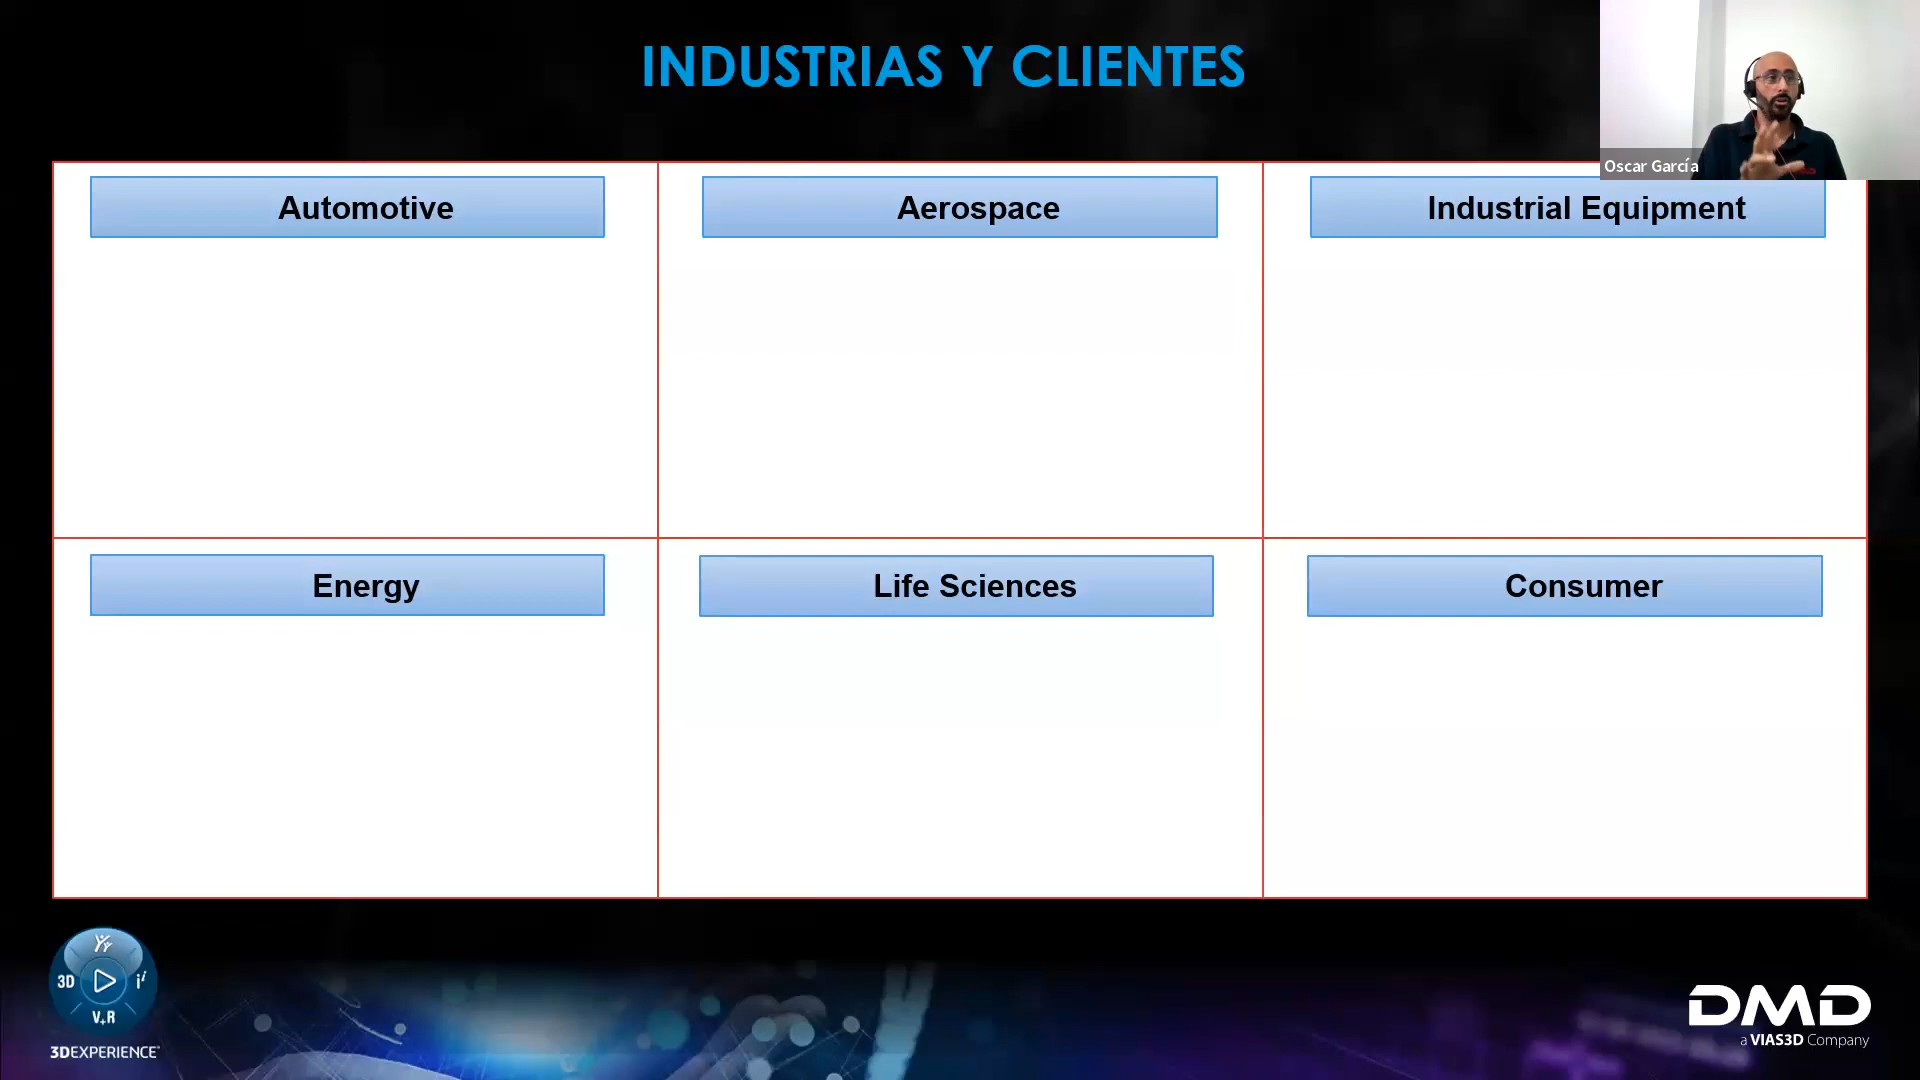 INDUSTRIAS Y CLIENTES
Oscar García
Automotive
Aerospace
Industrial Equipment
Energy
Life Sciences
Consumer
3D
i
V+R
3DEXPERIENCE
DMD
a VIAS3D Company